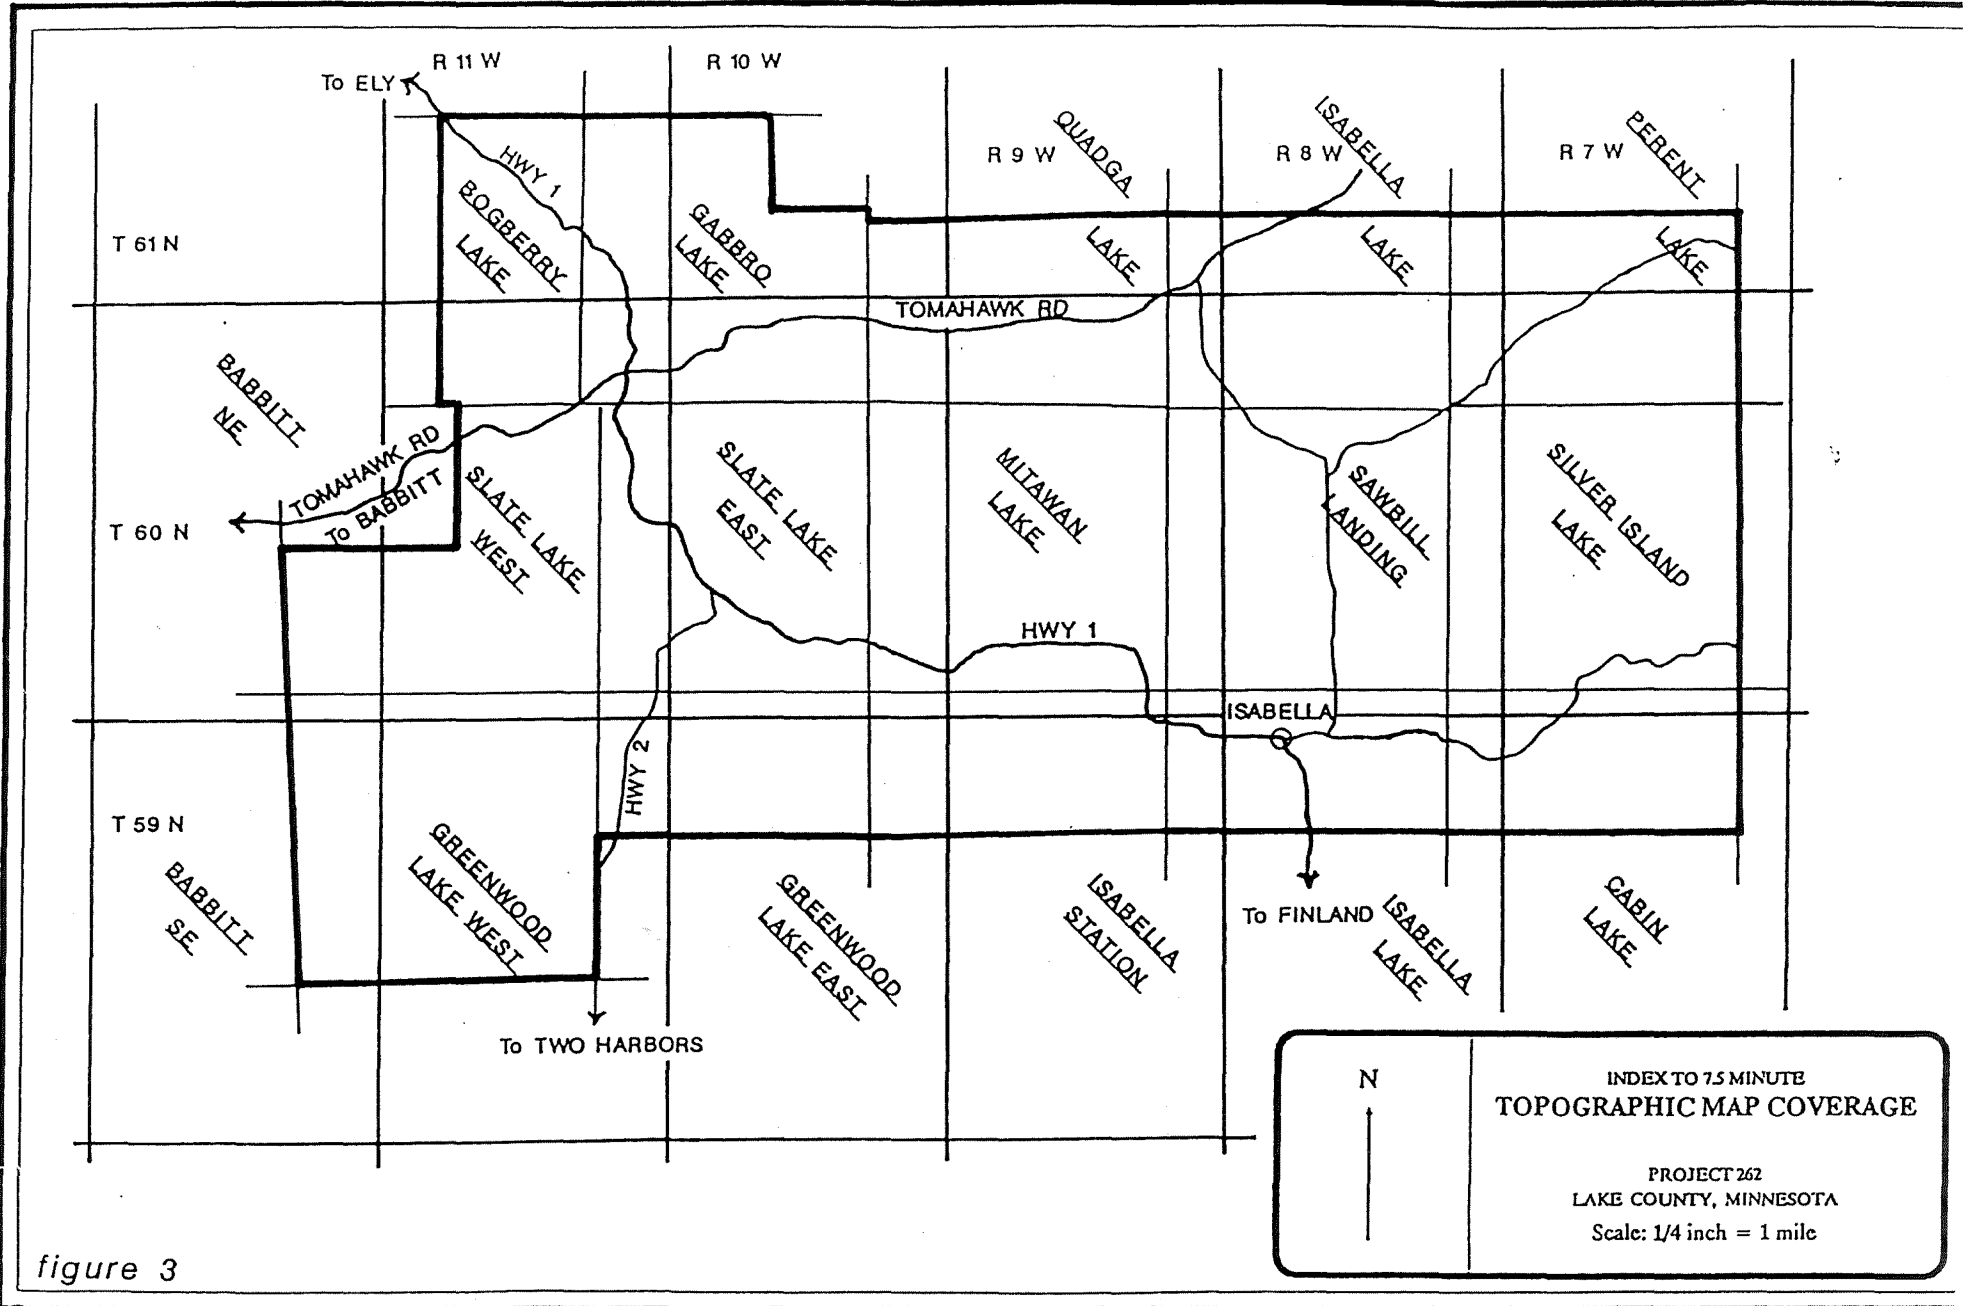 R 11 W
R 10 W
To ELY
HWY 1
QUADGA
LAKE
R 9 W
ISABELLA
LAKE
R 8 W
PERENT
LAKE
R 7 W
T 61 N
BOGBERRY
LAKE
GABBRO
LAKE
TOMAHAWK RD
BABBITT
NE
TOMAHAWK RD
To BABBITT
T 60 N
SLATE LAKE
WEST
SLATE LAKE
EAST
MITAWAN
LAKE
SAWBILL
LANDING
SILVER ISLAND
LAKE
HWY 1
ISABELLA
HWY 2
T 59 N
BABBITT
SE
GREENWOOD
LAKE WEST
GREENWOOD
LAKE EAST
ISABELLA
STATION
To FINLAND
ISABELLA
LAKE
CABIN
LAKE
To TWO HARBORS
N
INDEX TO 7.5 MINUTE
TOPOGRAPHIC MAP COVERAGE
PROJECT 262
LAKE COUNTY, MINNESOTA
Scale: 1/4 inch = 1 mile
figure 3